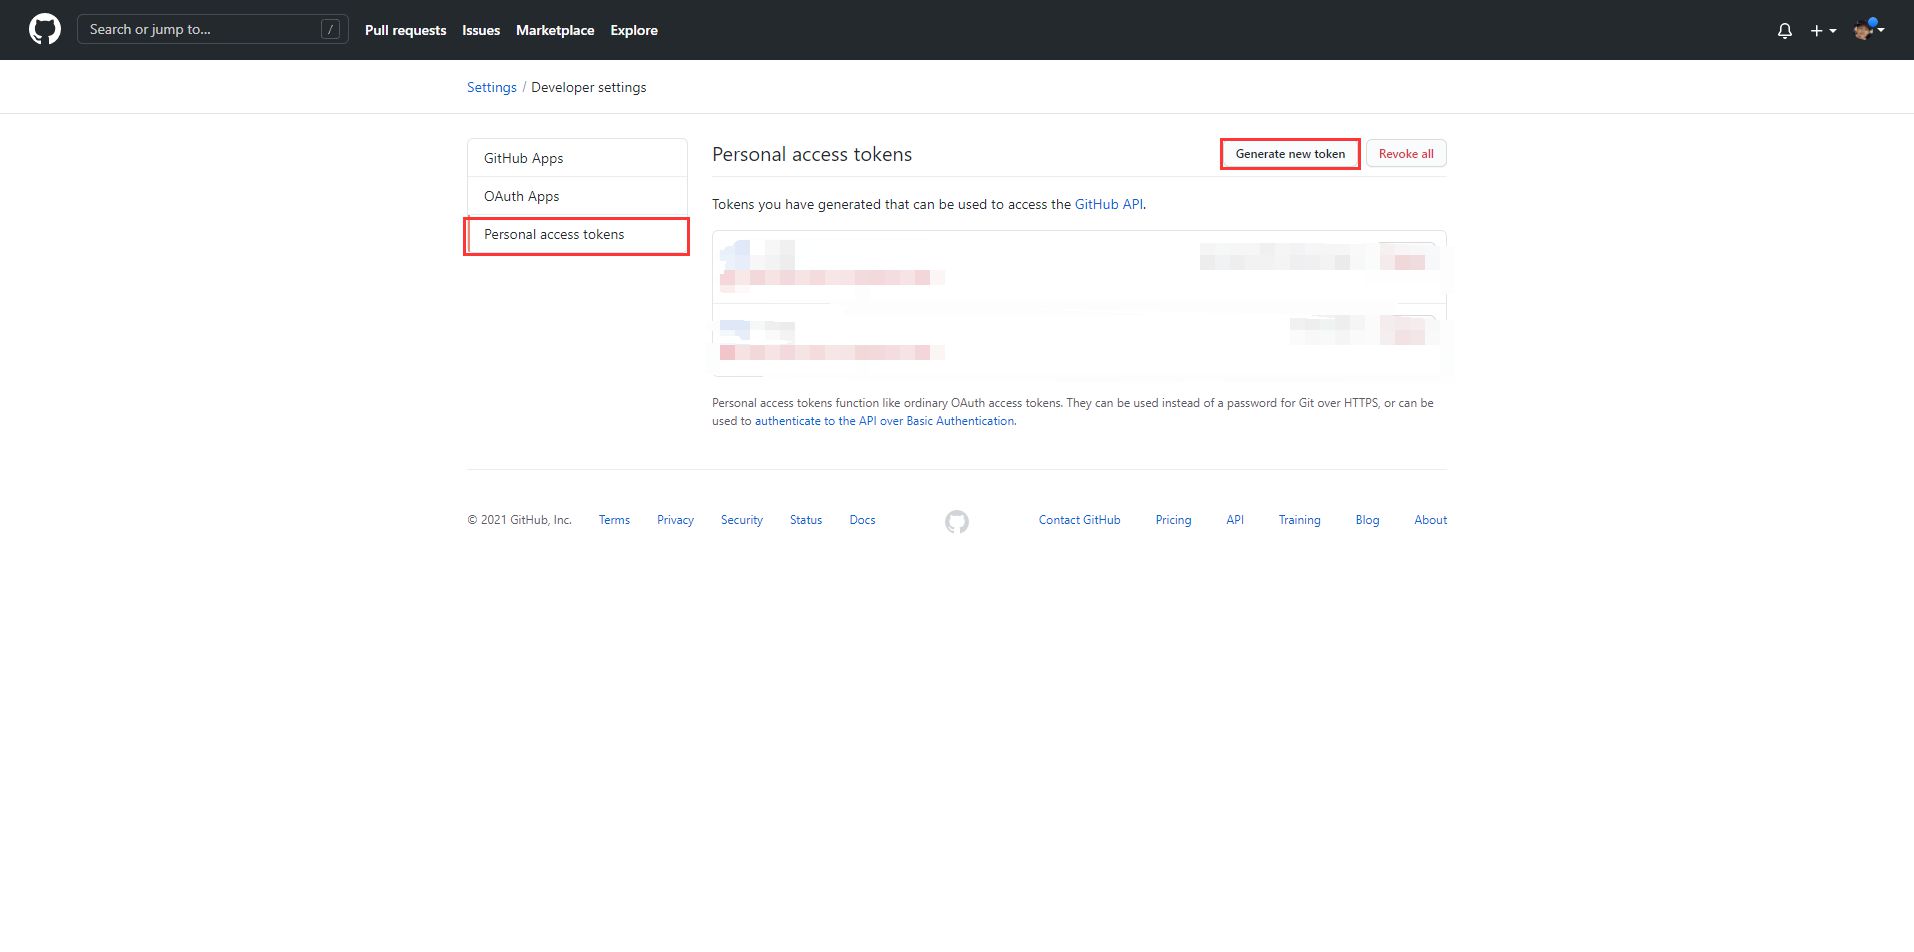 Search or jump to... /
Pull requests Issues Marketplace Explore
Settings / Developer settings
GitHub Apps
OAuth Apps
Personal access tokens
Personal access tokens
Generate new token Revoke all
Tokens you have generated that can be used to access the GitHub API.
Personal access tokens function like ordinary OAuth access tokens. They can be used instead of a password for Git over HTTPS, or can be
used to authenticate to the API over Basic Authentication.
© 2021 GitHub, Inc. Terms Privacy Security Status Docs Contact GitHub Pricing API Training Blog About